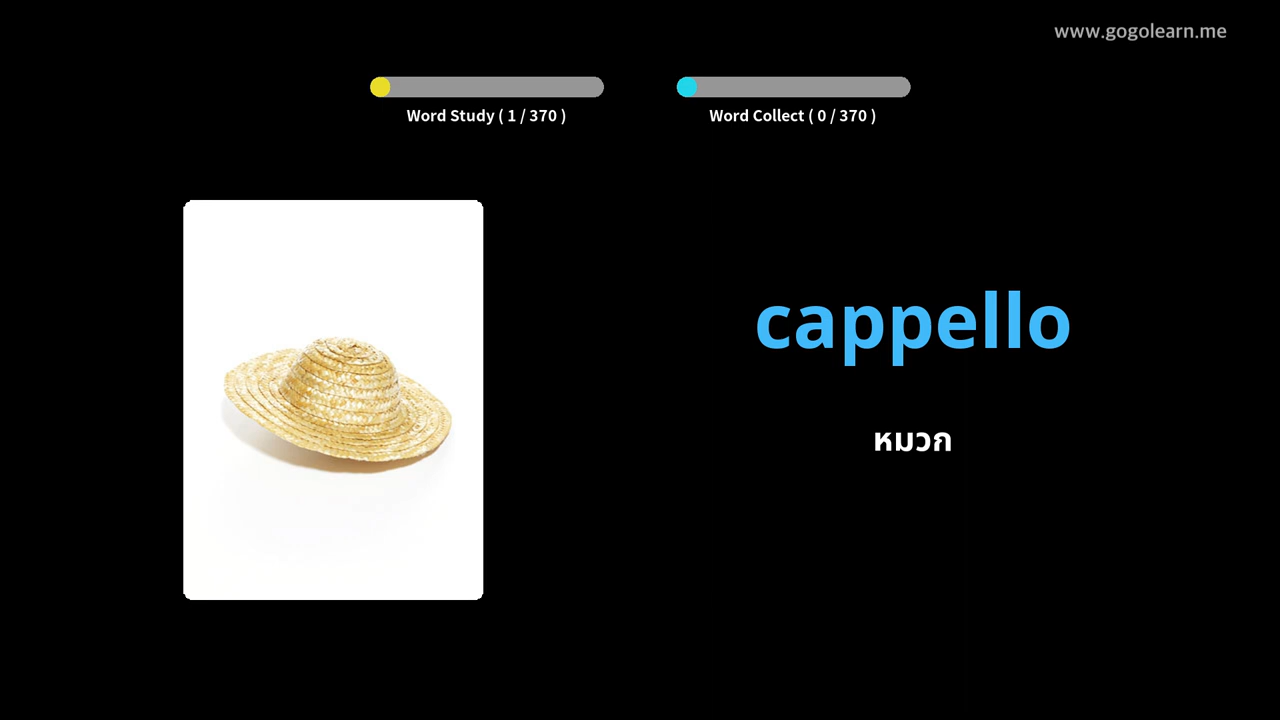 www.gogolearn.me
Word Study ( 1 / 370 )
Word Collect ( 0 / 370 )
cappello
หมวก